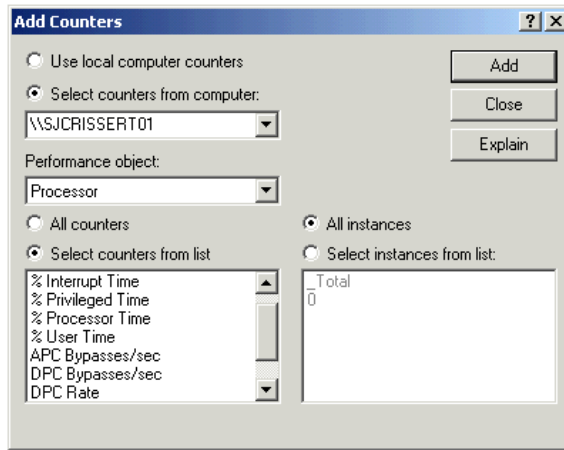 Add Counters
Use local computer counters
Add
Select counters from computer:
Close
\\SJCRISSERT01
Explain
Performance object:
Processor
All counters
All instances
Select counters from list
Select instances from list:
% Interrupt Time
% Privileged Time
% Processor Time
% User Time
APC Bypasses/sec
DPC Bypasses/sec
DPC Rate
_Total
0